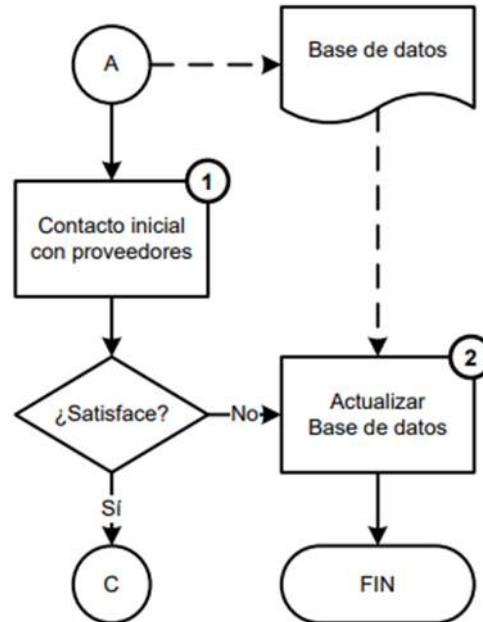 A
Base de datos
1
Contacto inicial
con proveedores
¿Satisface?
No
2
Actualizar
Base de datos
Sí
C
FIN